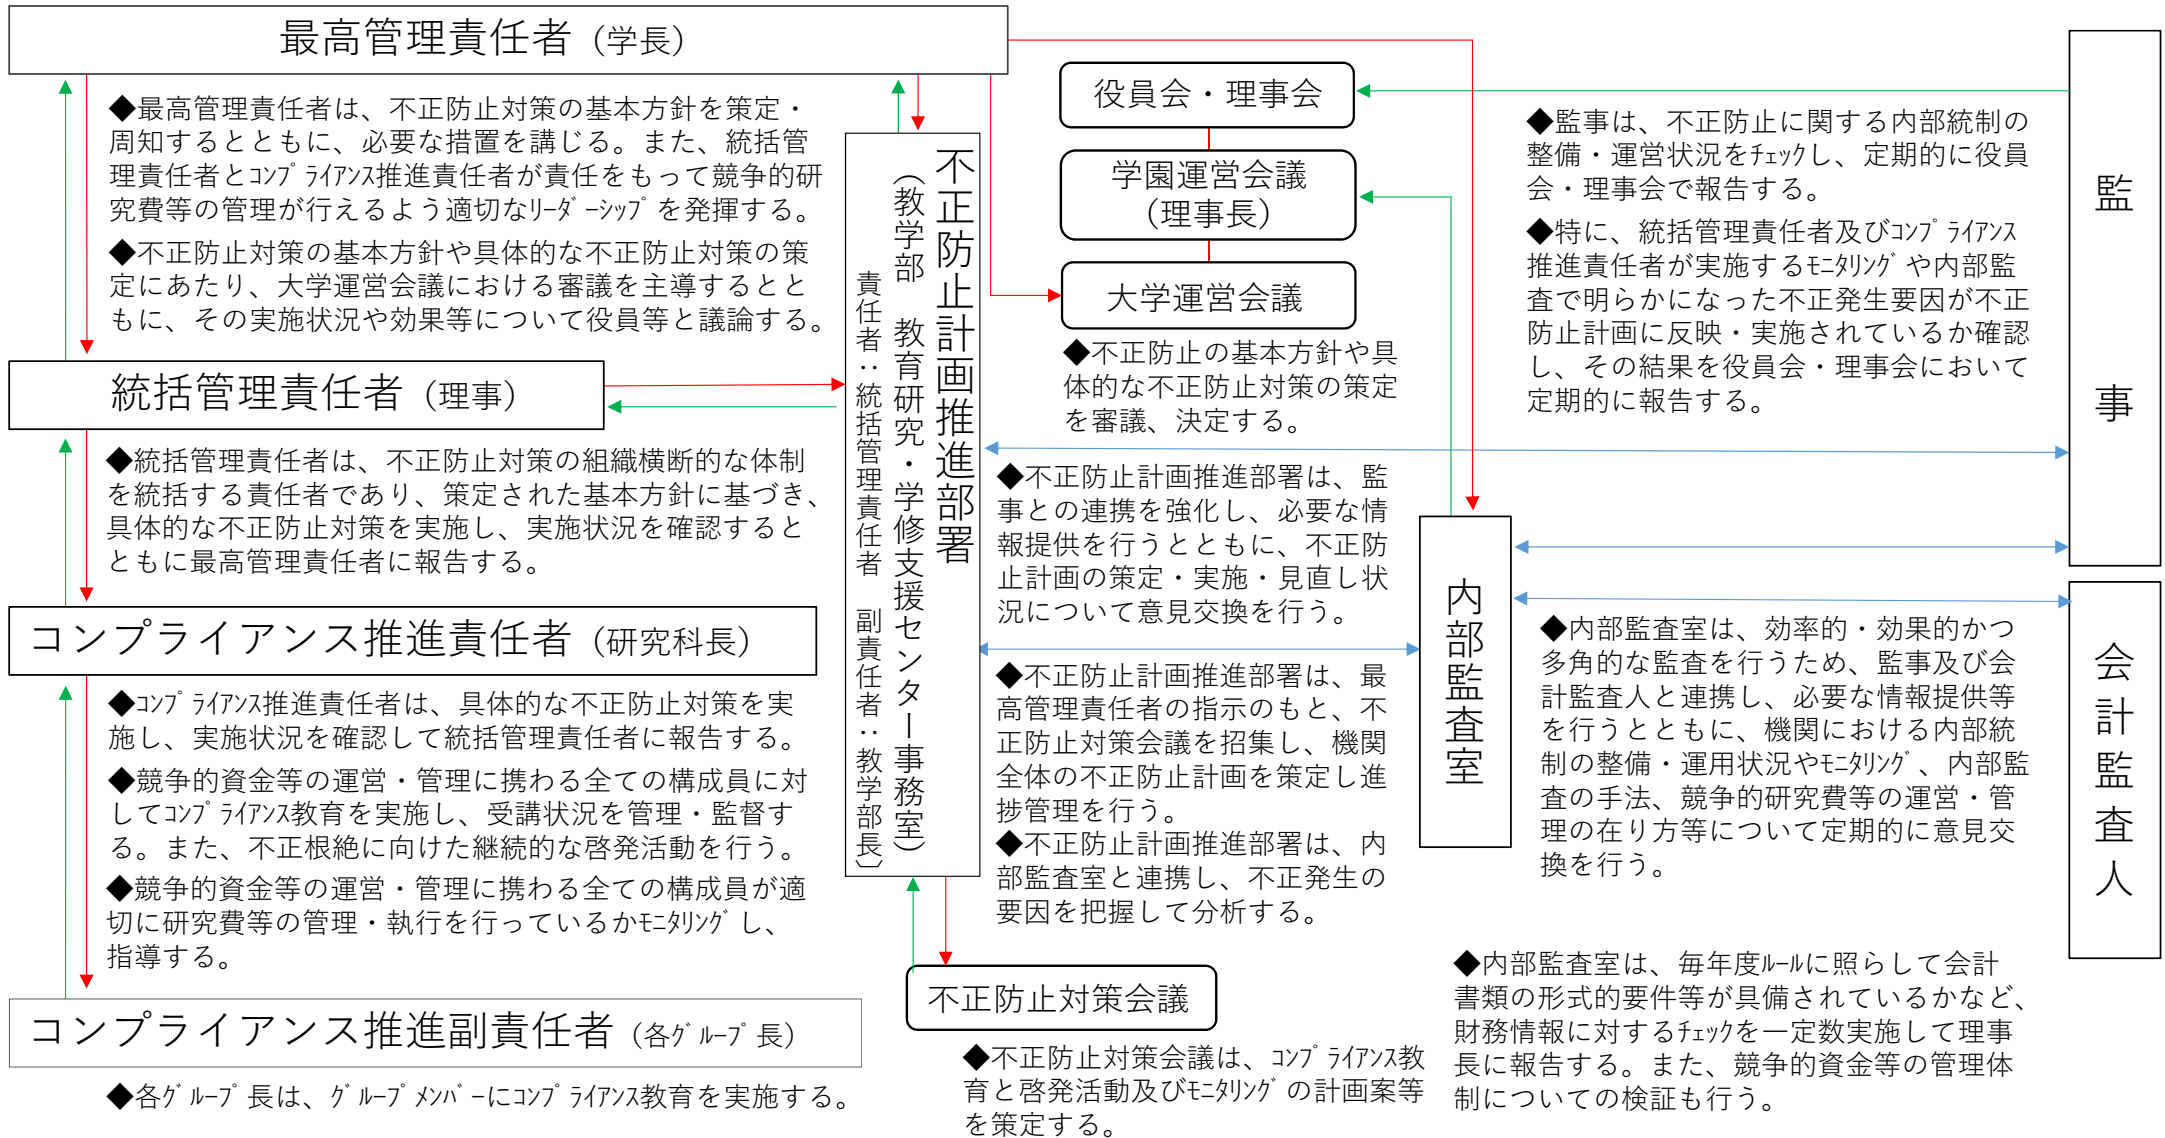 最高管理責任者（学長）
◆最高管理責任者は、不正防止対策の基本方針を策定・
周知するとともに、必要な措置を講じる。また、統括管
理責任者とｺﾝﾌﾟﾗｲｱﾝｽ推進責任者が責任をもって競争的研
究費等の管理が行えるよう適切なﾘｰﾀﾞｰｼｯﾌﾟを発揮する。
◆不正防止対策の基本方針や具体的な不正防止対策の策
定にあたり、大学運営会議における審議を主導するとと
もに、その実施状況や効果等について役員等と議論する。
統括管理責任者（理事）
◆統括管理責任者は、不正防止対策の組織横断的な体制
を統括する責任者であり、策定された基本方針に基づき、
具体的な不正防止対策を実施し、実施状況を確認すると
ともに最高管理責任者に報告する。
コンプライアンス推進責任者（研究科長）
◆ｺﾝﾌﾟﾗｲｱﾝｽ推進責任者は、具体的な不正防止対策を実
施し、実施状況を確認して統括管理責任者に報告する。
◆競争的資金等の運営・管理に携わる全ての構成員に対
してｺﾝﾌﾟﾗｲｱﾝｽ教育を実施し、受講状況を管理・監督す
る。また、不正根絶に向けた継続的な啓発活動を行う。
◆競争的資金等の運営・管理に携わる全ての構成員が適
切に研究費等の管理・執行を行っているかﾓﾆﾀﾘﾝｸﾞし、
指導する。
コンプライアンス推進副責任者（各ｸﾞﾙｰﾌﾟ長）
◆各ｸﾞﾙｰﾌﾟ長は、ｸﾞﾙｰﾌﾟﾒﾝﾊﾞｰにｺﾝﾌﾟﾗｲｱﾝｽ教育を実施する。
不正防止計画推進部署
（教学部　教育研究・学修支援センター事務室）
責任者：統括管理責任者　副責任者：教学部長〕
役員会・理事会
学園運営会議
（理事長）
大学運営会議
◆不正防止の基本方針や具
体的な不正防止対策の策定
を審議、決定する。
◆不正防止計画推進部署は、監
事との連携を強化し、必要な情
報提供を行うとともに、不正防
止計画の策定・実施・見直し状
況について意見交換を行う。
◆不正防止計画推進部署は、最
高管理責任者の指示のもと、不
正防止対策会議を招集し、機関
全体の不正防止計画を策定し進
捗管理を行う。
◆不正防止計画推進部署は、内
部監査室と連携し、不正発生の
要因を把握して分析する。
不正防止対策会議
◆不正防止対策会議は、ｺﾝﾌﾟﾗｲｱﾝｽ教
育と啓発活動及びﾓﾆﾀﾘﾝｸﾞの計画案等
を策定する。
内部監査室
◆監事は、不正防止に関する内部統制の
整備・運営状況をﾁｪｯｸし、定期的に役員
会・理事会で報告する。
◆特に、統括管理責任者及びｺﾝﾌﾟﾗｲｱﾝｽ
推進責任者が実施するﾓﾆﾀﾘﾝｸﾞや内部監
査で明らかになった不正発生要因が不正
防止計画に反映・実施されているか確認
し、その結果を役員会・理事会において
定期的に報告する。
◆内部監査室は、効率的・効果的かつ
多角的な監査を行うため、監事及び会
計監査人と連携し、必要な情報提供等
を行うとともに、機関における内部統
制の整備・運用状況やﾓﾆﾀﾘﾝｸﾞ、内部監
査の手法、競争的研究費等の運営・管
理の在り方等について定期的に意見交
換を行う。
◆内部監査室は、毎年度ﾙｰﾙに照らして会計
書類の形式的要件等が具備されているかなど、
財務情報に対するﾁｪｯｸを一定数実施して理事
長に報告する。また、競争的資金等の管理体
制についての検証も行う。
監事
会計監査人